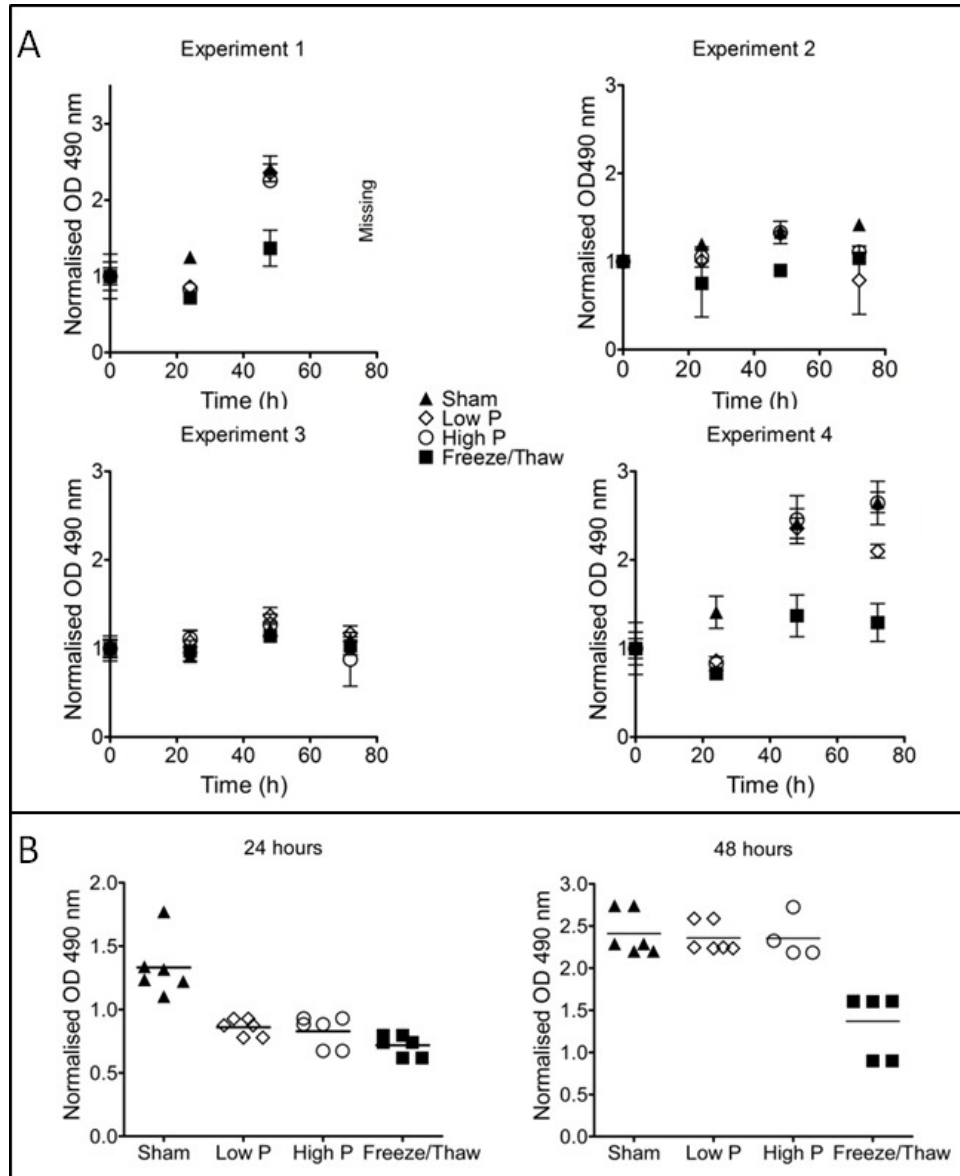 A
Experiment 1
Normalised OD 490 nm
3
2
1
0
Missing
0 20 40 60 80
Time (h)
Experiment 2
Normalised OD490 nm
3
2
1
0
0 20 40 60 80
Time (h)
Sham
Low P
High P
Freeze/Thaw
Experiment 3
Normalised OD 490 nm
3
2
1
0
0 20 40 60 80
Time (h)
Experiment 4
Normalised OD 490 nm
3
2
1
0
0 20 40 60 80
Time (h)
B
24 hours
Normalised OD 490 nm
2.0
1.5
1.0
0.5
0.0
Sham Low P High P Freeze/Thaw
48 hours
Normalised OD 490 nm
3.0
2.5
2.0
1.5
1.0
0.5
0.0
Sham Low P High P Freeze/Thaw